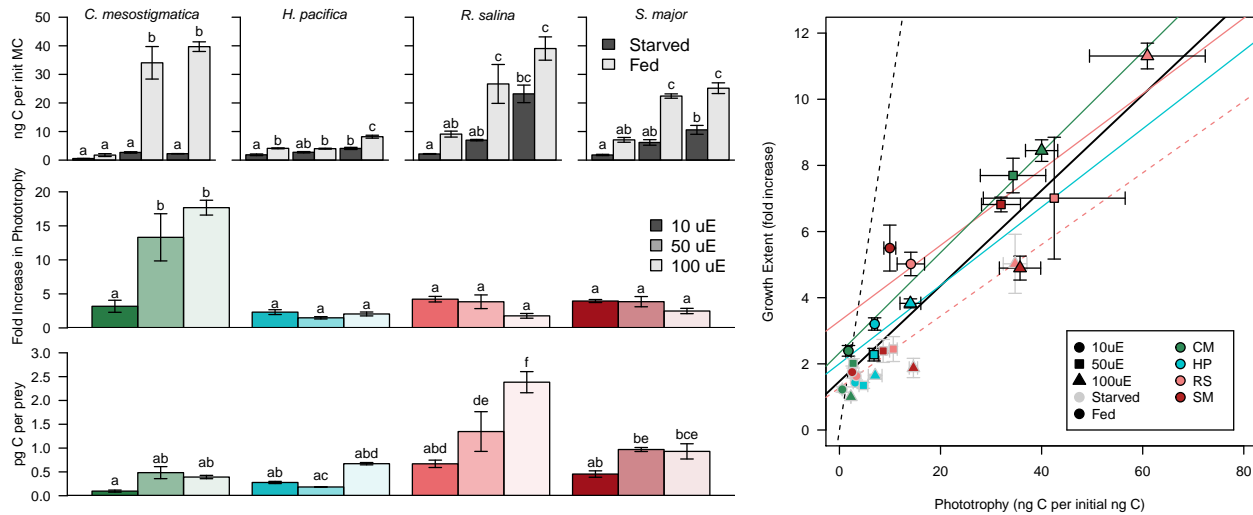 C. mesostigmatica H. pacifica R. salina S. major
ng C per init MC
50
40
30
20
10
0
a a a b a b
a b ab b ab c
a ab ab c bc c
a ab ab c b c
Starved
Fed
Fold Increase in Phototrophy
20
15
10
5
0
a b b
a a a
a a a
a a a
10 uE
50 uE
100 uE
pg C per prey
3.0
2.5
2.0
1.5
1.0
0.5
0.0
a ab ab
ab ac abd
abd de f
ab be bce
Growth Extent (fold increase)
12
10
8
6
4
2
0
0 20 40 60 80
Phototrophy (ng C per initial ng C)
10uE
50uE
100uE
Starved
Fed
CM
HP
RS
SM